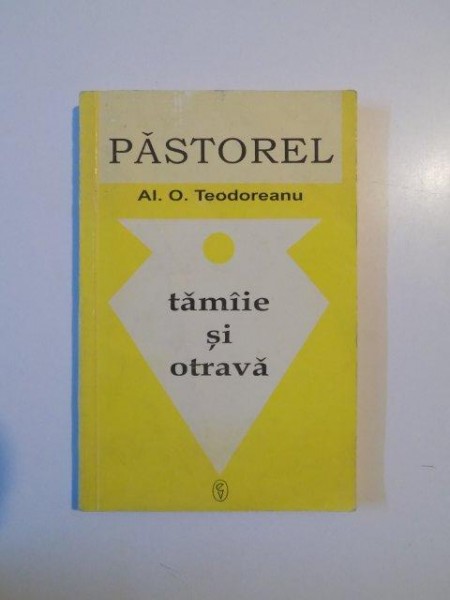 PĂSTOREL
Al. O. Teodoreanu
tămîie
și
otravă